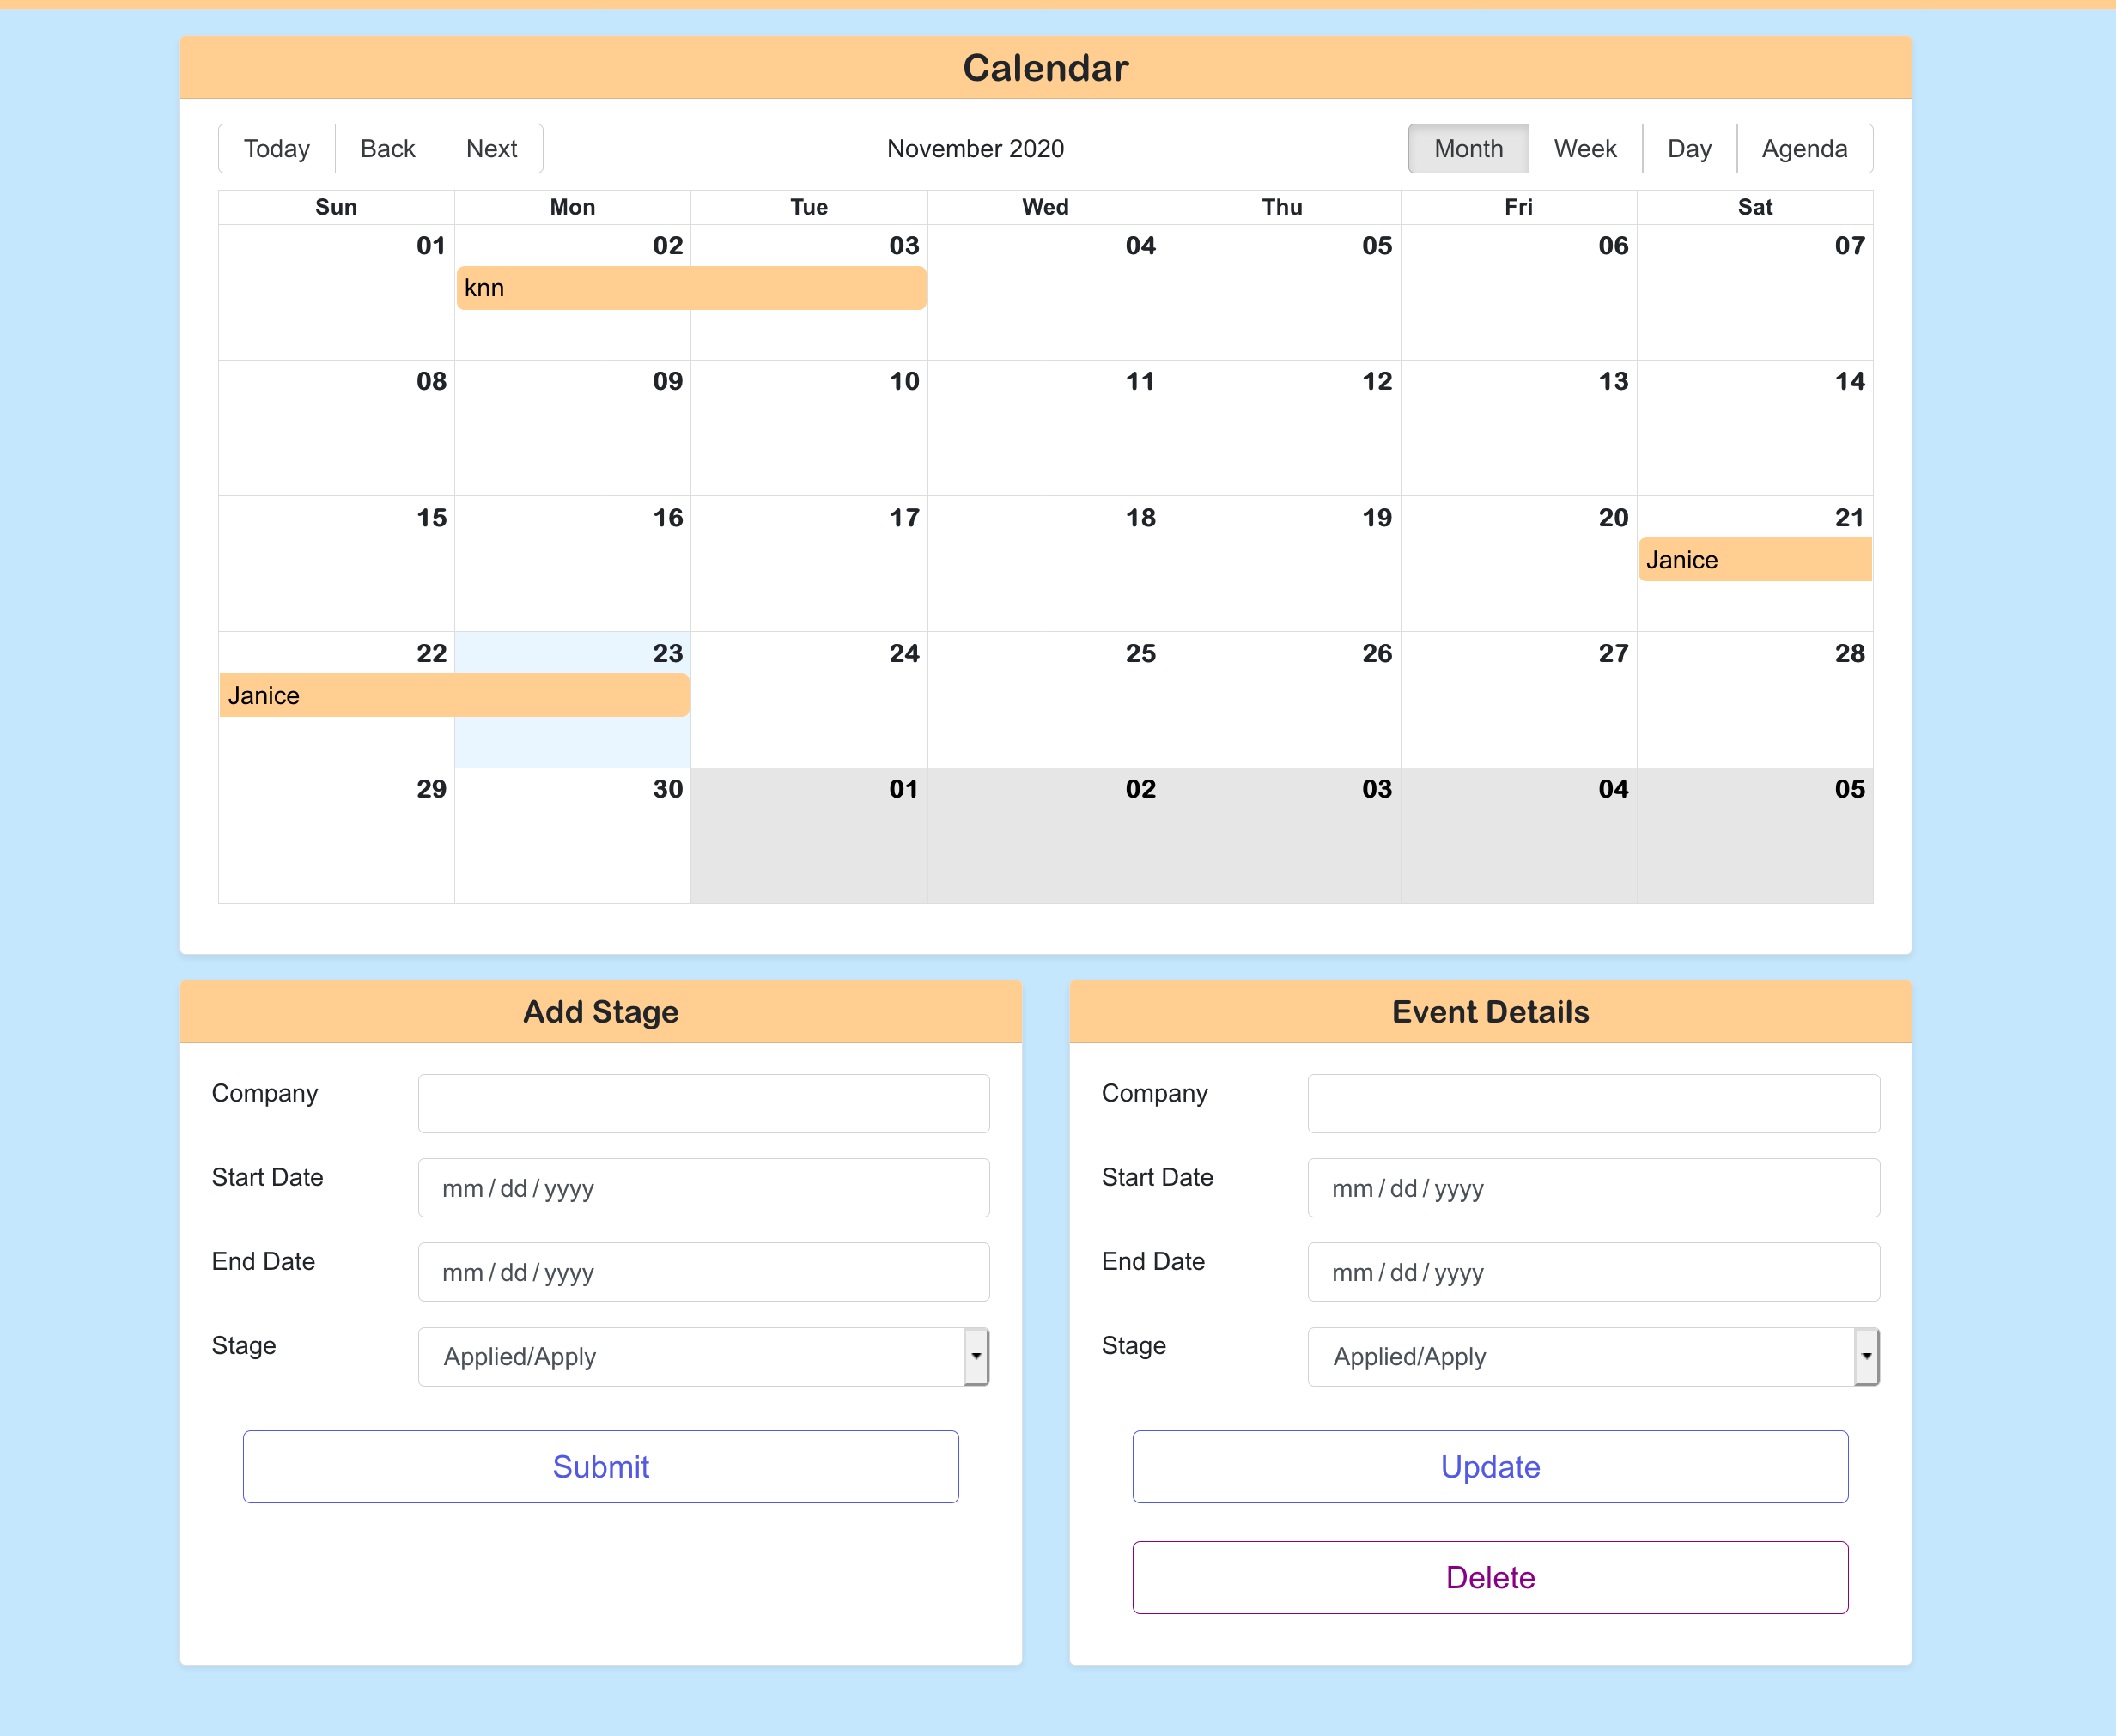 Calendar
Today Back Next November 2020 Month Week Day Agenda
Sun Mon Tue Wed Thu Fri Sat
01 02 03 04 05 06 07
knn
08 09 10 11 12 13 14
15 16 17 18 19 20 21
Janice
22 23 24 25 26 27 28
Janice
29 30 01 02 03 04 05
Add Stage
Company
Start Date mm / dd / yyyy
End Date mm / dd / yyyy
Stage Applied/Apply
Submit
Event Details
Company
Start Date mm / dd / yyyy
End Date mm / dd / yyyy
Stage Applied/Apply
Update
Delete